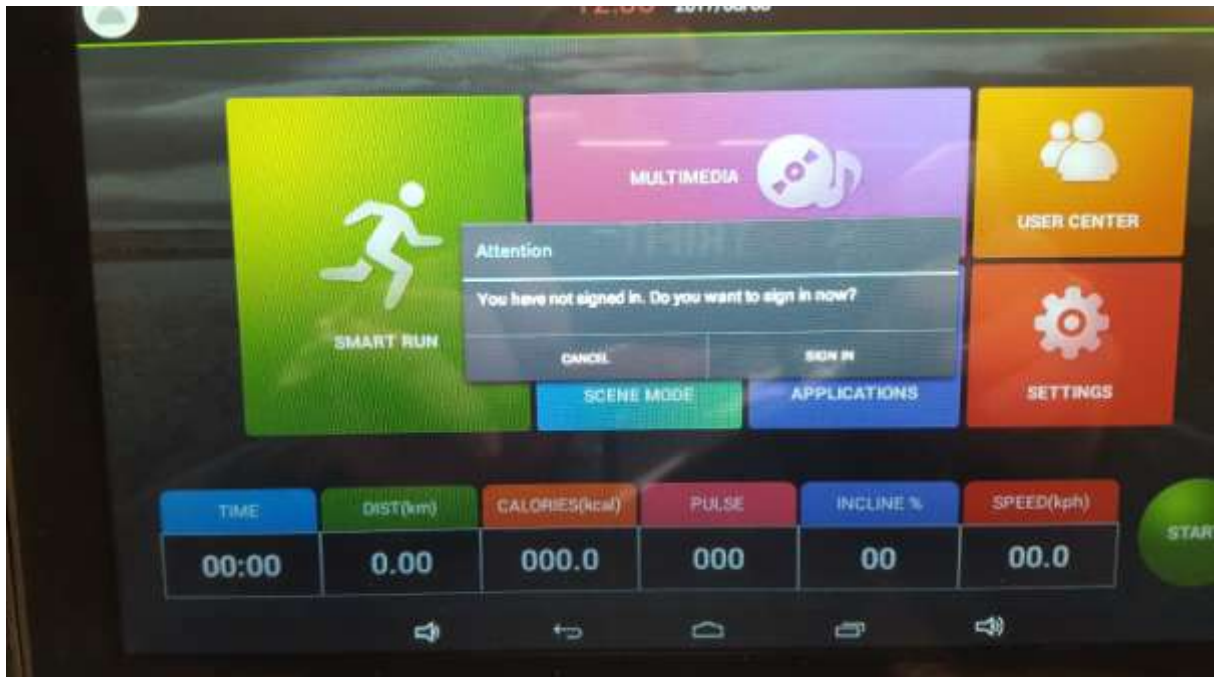 MULTIMEDIA
USER CENTER
Attention
You have not signed in. Do you want to sign in now?
SMART RUN
CANCEL
SIGN IN
SCENE MODE
APPLICATIONS
SETTINGS
TIME
DIST(km)
CALORIES(kcal)
PULSE
INCLINE %
SPEED(kph)
START
00:00
0.00
000.0
000
00
00.0